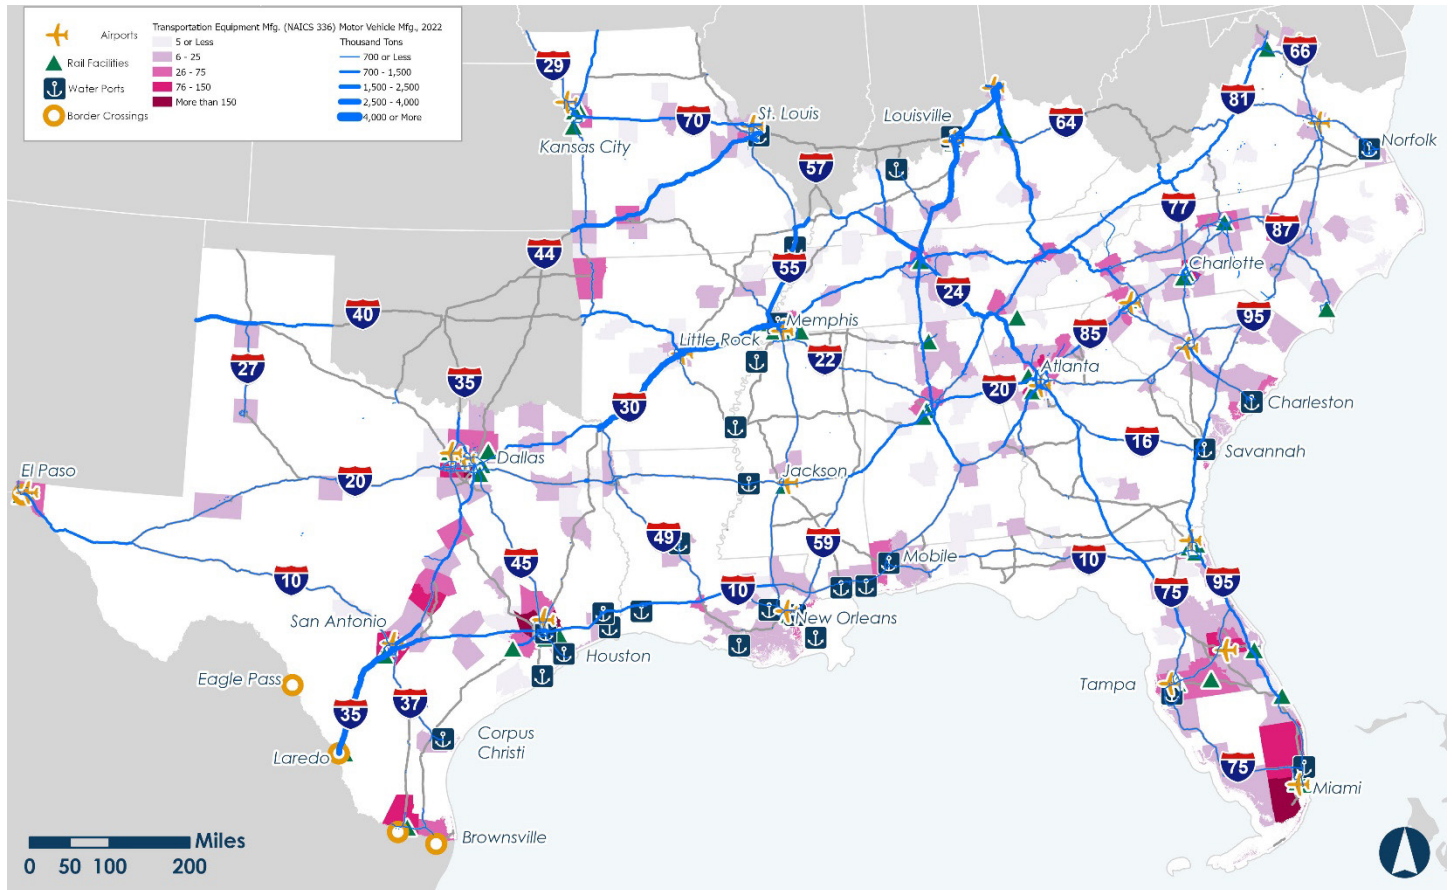 Airports
Rail Facilities
Water Ports
Border Crossings
Transportation Equipment Mfg. (NAICS 336)
5 or Less
6 - 25
26 - 75
76 - 150
More than 150
Motor Vehicle Mfg., 2022
Thousand Tons
700 or Less
700 - 1,500
1,500 - 2,500
2,500 - 4,000
4,000 or More
29
66
81
70
St. Louis
Louisville
64
Norfolk
Kansas City
57
77
87
44
55
Charlotte
24
40
Memphis
95
Little Rock
85
22
27
35
Atlanta
20
30
Charleston
16
Savannah
El Paso
Dallas
20
Jackson
49
59
Mobile
10
45
10
10
75
95
San Antonio
New Orleans
Houston
Eagle Pass
Tampa
37
35
Corpus
Christi
Laredo
75
Miami
Brownsville
Miles
0 50 100 200